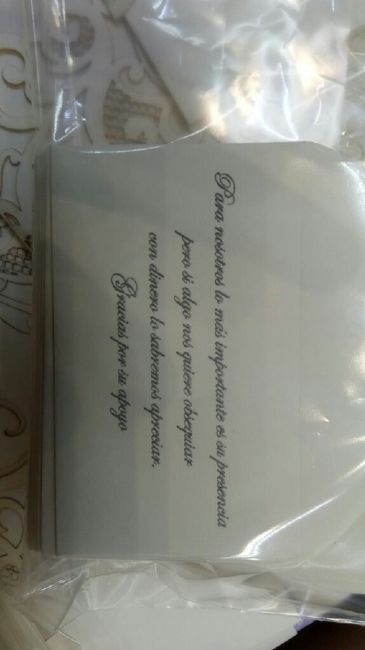 Para nosotros lo más importante es su presencia
pero si algo nos quiere obsequiar
con dinero lo sabremos apreciar.
Gracias por su apoyo